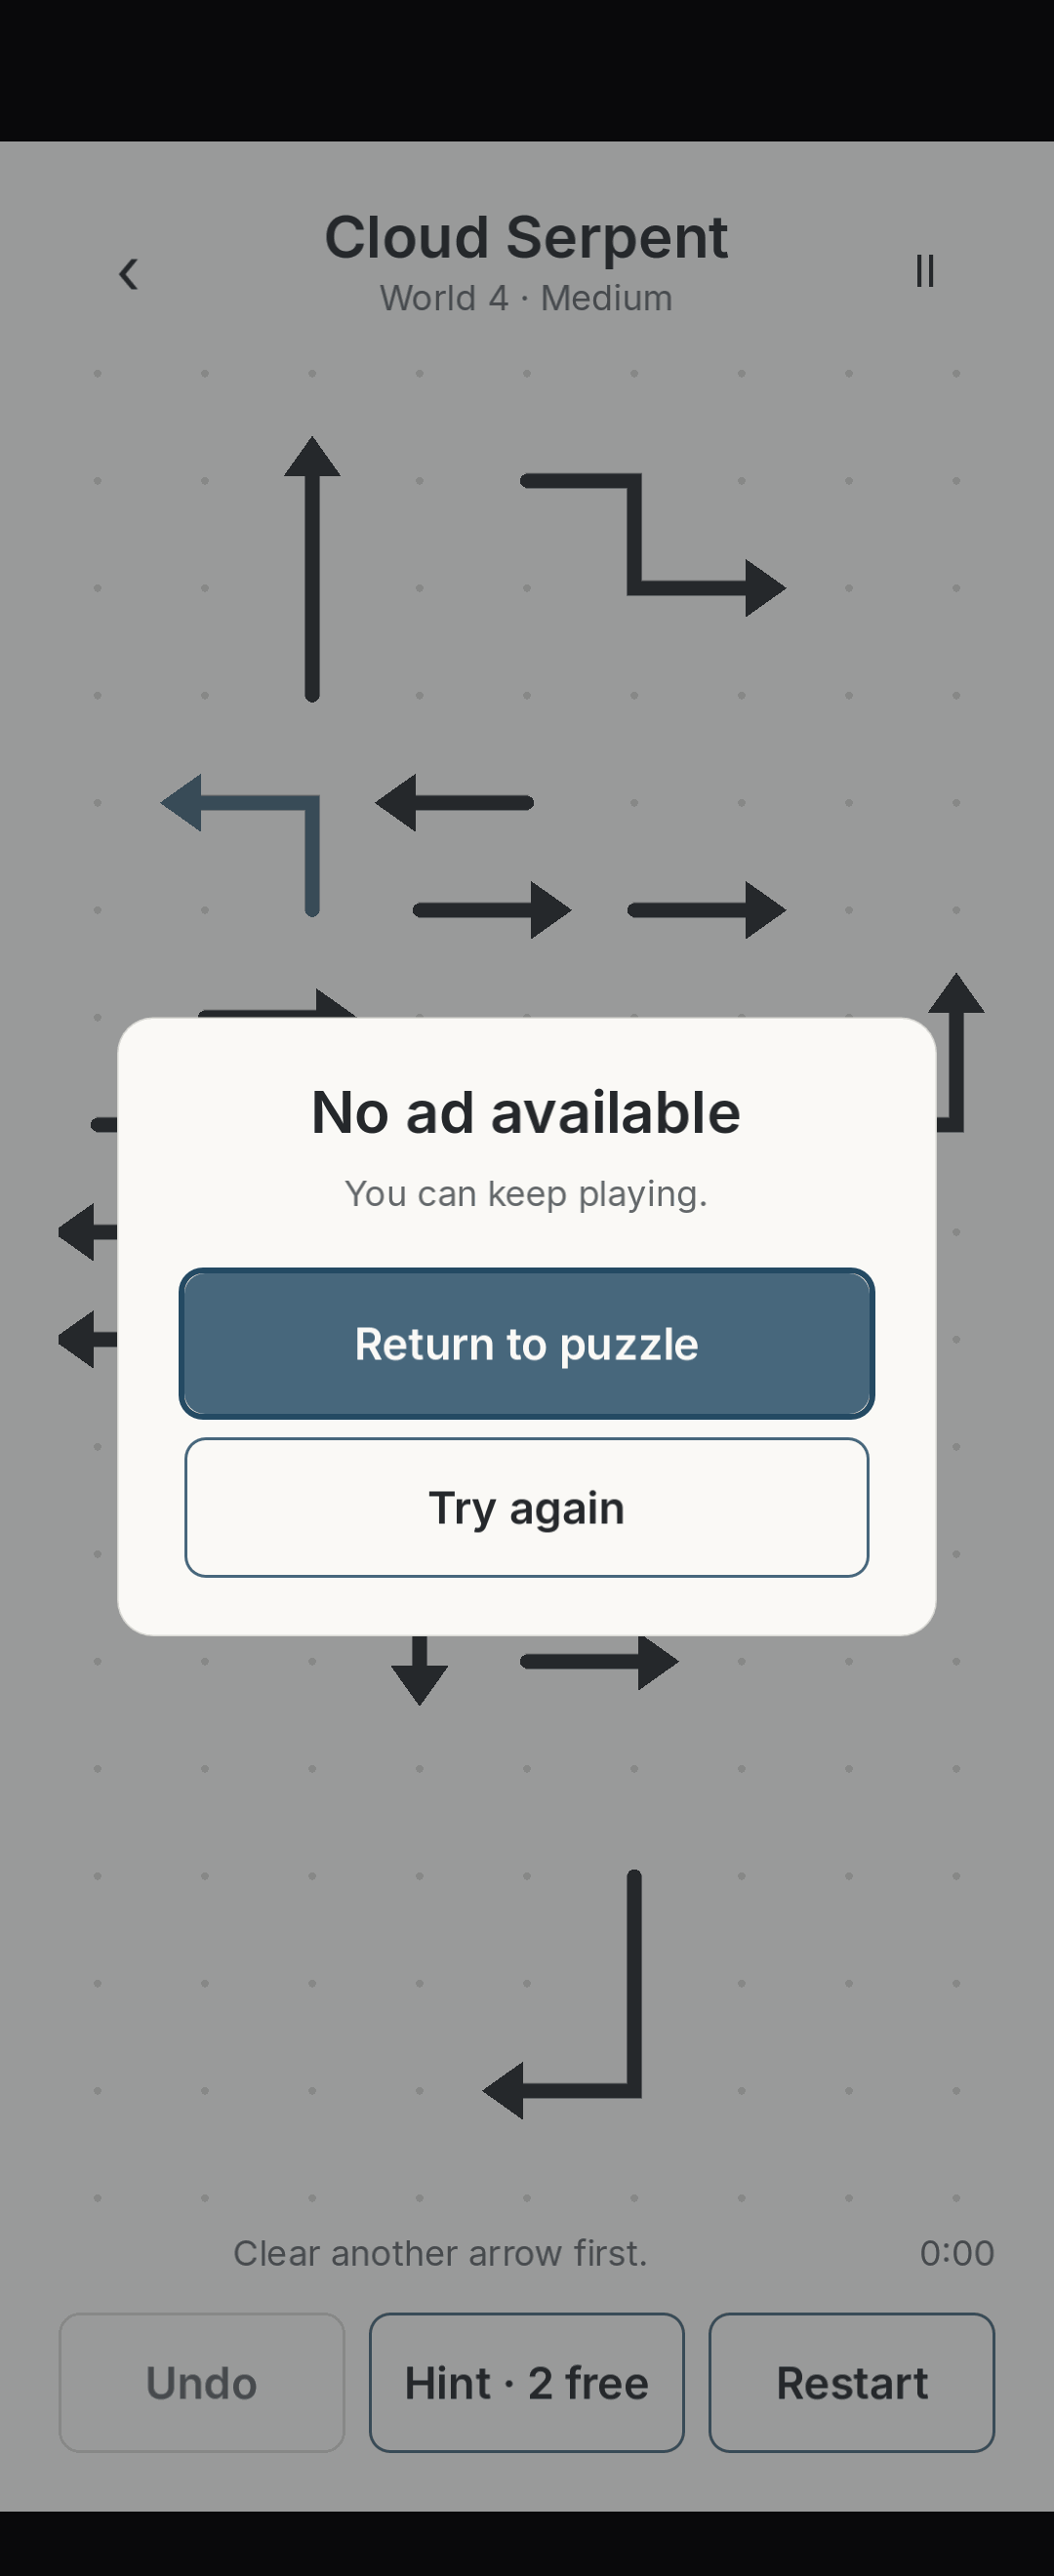 Cloud Serpent
World 4 · Medium
No ad available
You can keep playing.
Return to puzzle
Try again
Clear another arrow first.
0:00
Undo
Hint · 2 free
Restart